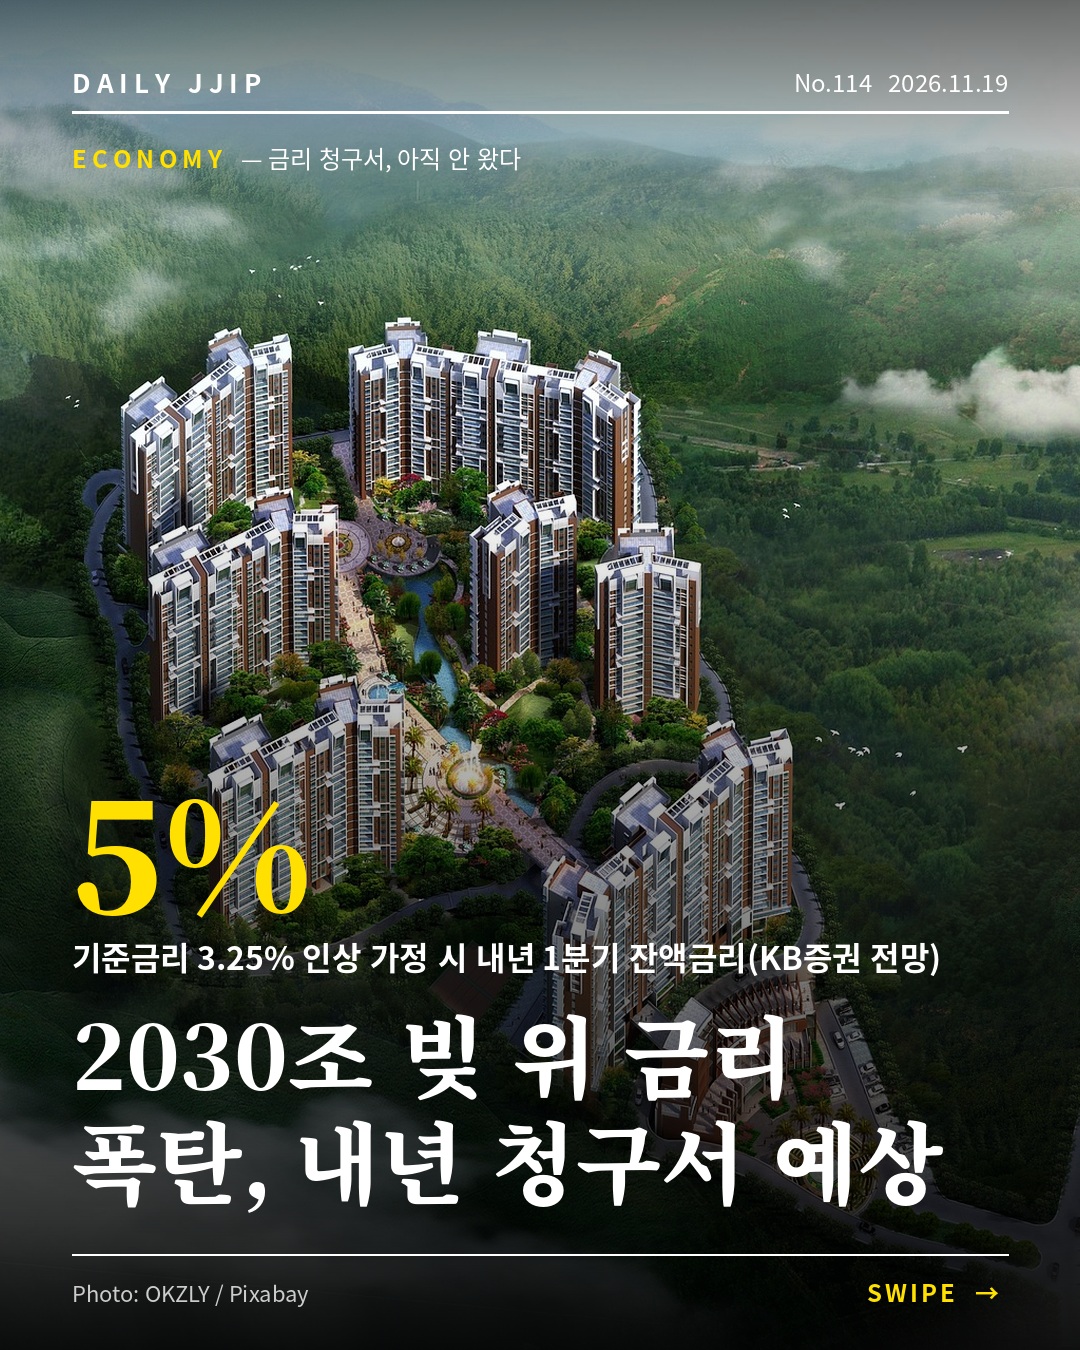 DAILY JJIP
No.114 2026.11.19
ECONOMY — 금리 청구서, 아직 안 왔다
5%
기준금리 3.25% 인상 가정 시 내년 1분기 잔액금리(KB증권 전망)
2030조 빚 위 금리
폭탄, 내년 청구서 예상
Photo: OKZLY / Pixabay
SWIPE →